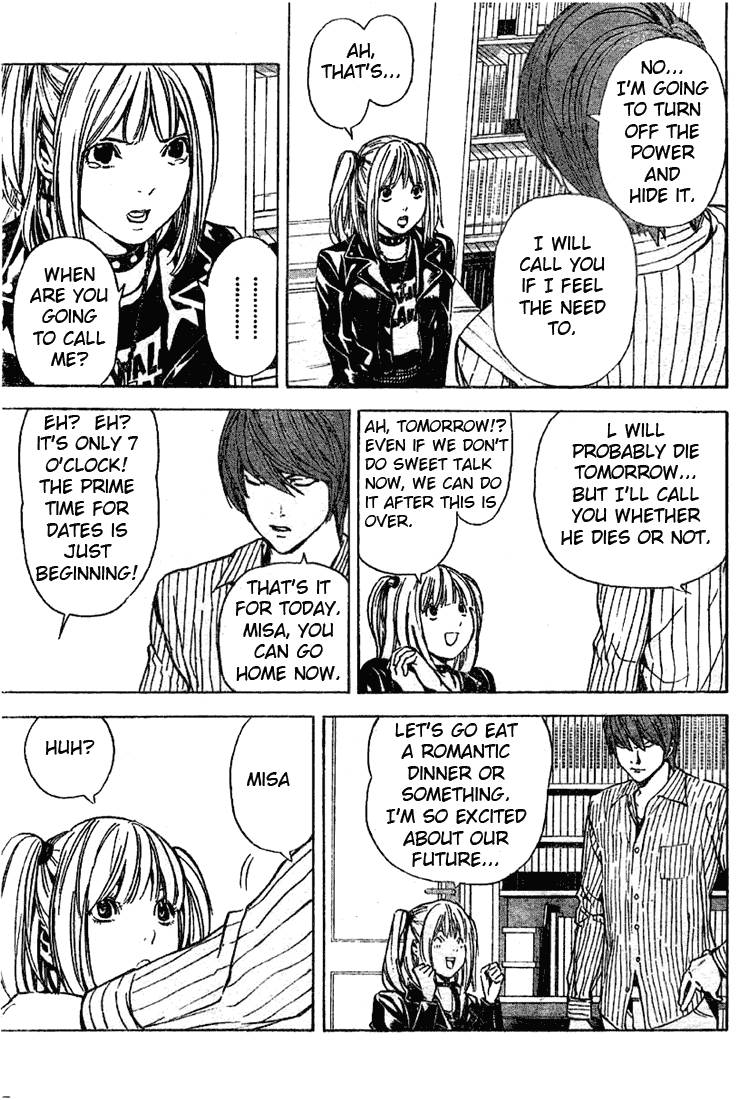 NO...
I'M GOING
TO TURN
OFF THE
POWER
AND
HIDE IT.
I WILL
CALL YOU
IF I FEEL
THE NEED
TO.
AH,
THAT'S...
..........
WHEN
ARE YOU
GOING
TO CALL
ME?
L WILL
PROBABLY DIE
TOMORROW...
BUT I'LL CALL
YOU WHETHER
HE DIES OR NOT.
AH, TOMORROW!?
EVEN IF WE DON'T
DO SWEET TALK
NOW, WE CAN DO
IT AFTER THIS IS
OVER.
THAT'S IT
FOR TODAY.
MISA, YOU
CAN GO
HOME NOW.
EH? EH?
IT'S ONLY 7
O'CLOCK!
THE PRIME
TIME FOR
DATES IS
JUST
BEGINNING!
LET'S GO EAT
A ROMANTIC
DINNER OR
SOMETHING.
I'M SO EXCITED
ABOUT OUR
FUTURE...
MISA
HUH?